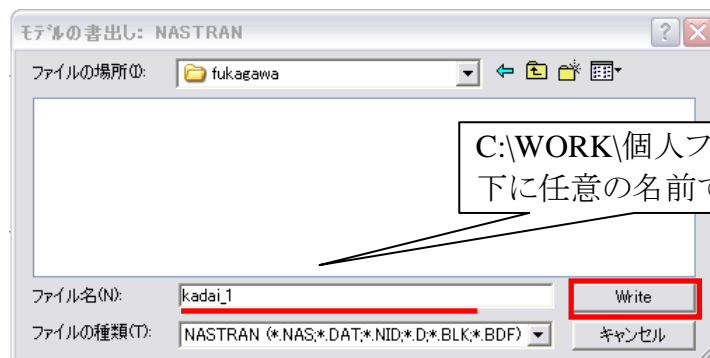 モデルの書出し: NASTRAN
ファイルの場所(I):
fukagawa
C:\WORK\個人フ
下に任意の名前で
ファイル名(N):
kadai_1
Write
ファイルの種類(T):
NASTRAN (*.NAS;*.DAT;*.NID;*.D;*.BLK;*.BDF)
キャンセル